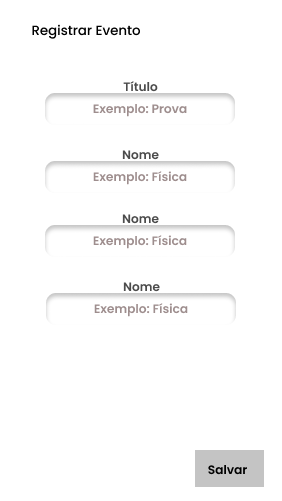 Registrar Evento
Título
Exemplo: Prova
Nome
Exemplo: Física
Nome
Exemplo: Física
Nome
Exemplo: Física
Salvar